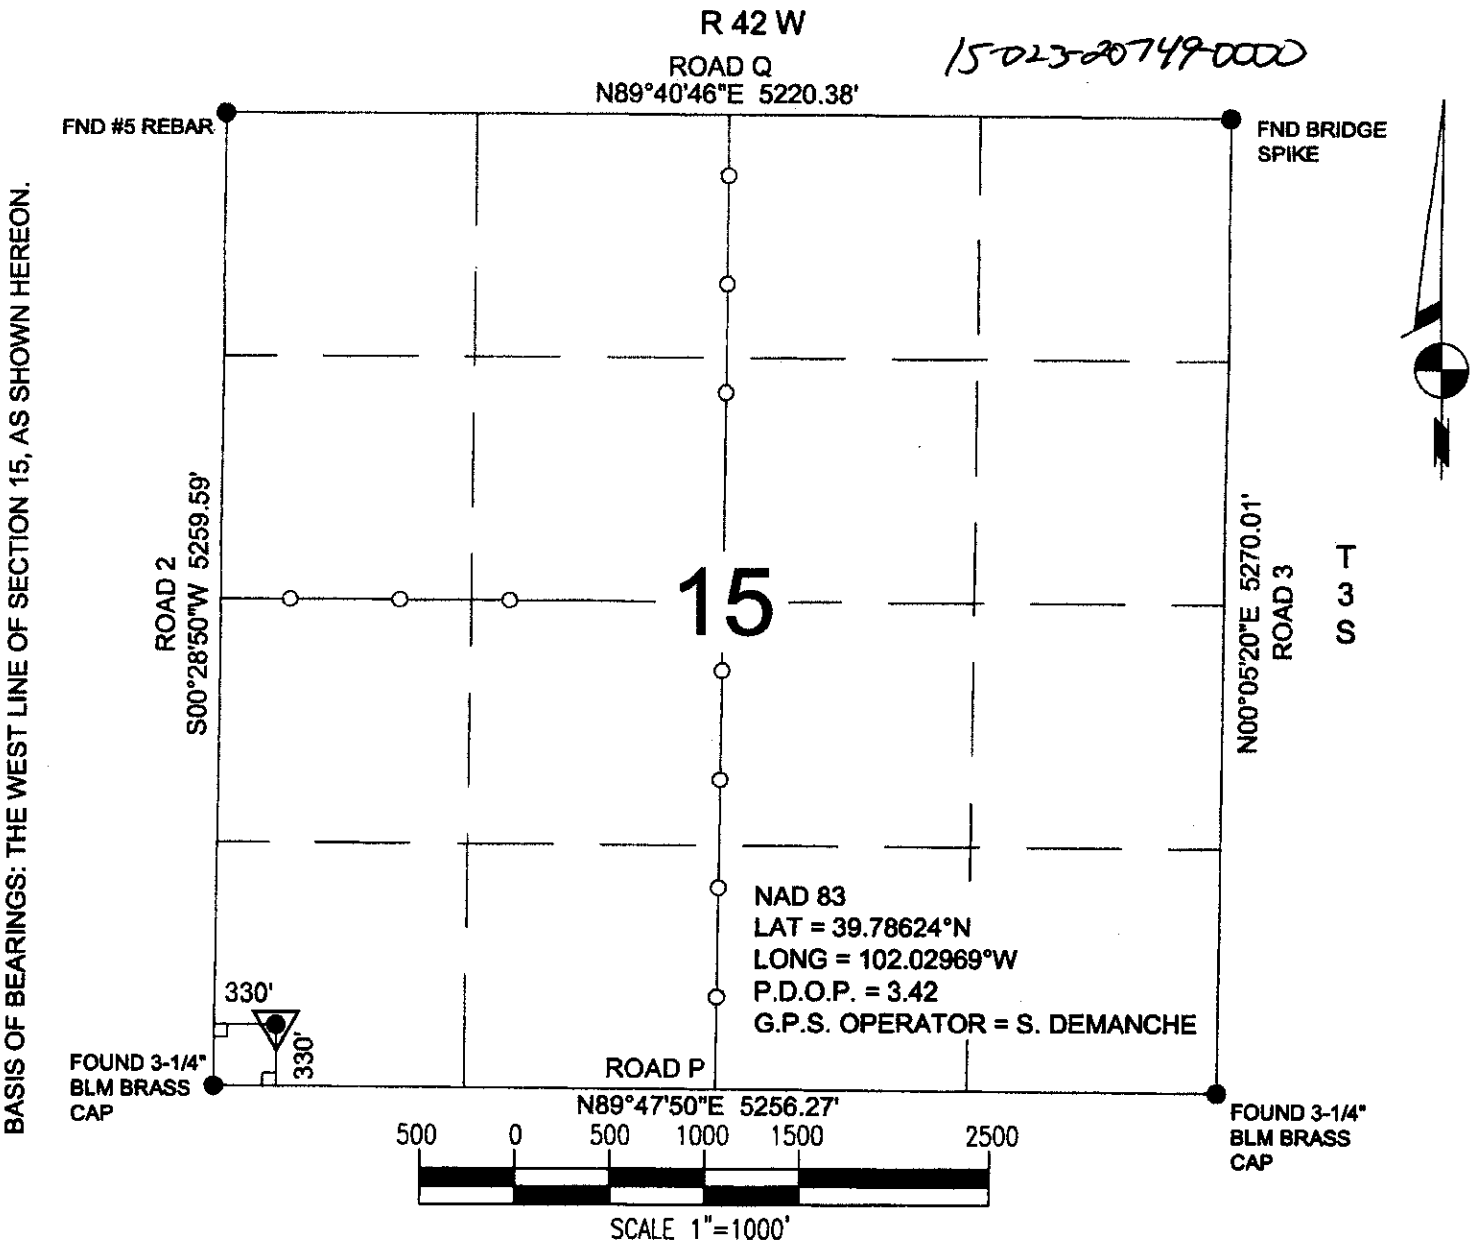 R 42 W
15-023-20749-0000
ROAD Q
N89°40'46"E 5220.38'
FND #5 REBAR
FND BRIDGE
SPIKE
BASIS OF BEARINGS: THE WEST LINE OF SECTION 15, AS SHOWN HEREON.
ROAD 2
S00°28'50"W 5259.59'
15
N00°05'20"E 5270.01'
ROAD 3
T
3
S
N
NAD 83
LAT = 39.78624°N
LONG = 102.02969°W
P.D.O.P. = 3.42
G.P.S. OPERATOR = S. DEMANCHE
330'
330'
FOUND 3-1/4"
BLM BRASS
CAP
ROAD P
N89°47'50"E 5256.27'
FOUND 3-1/4"
BLM BRASS
CAP
500 0 500 1000 1500 2500
SCALE 1"=1000'